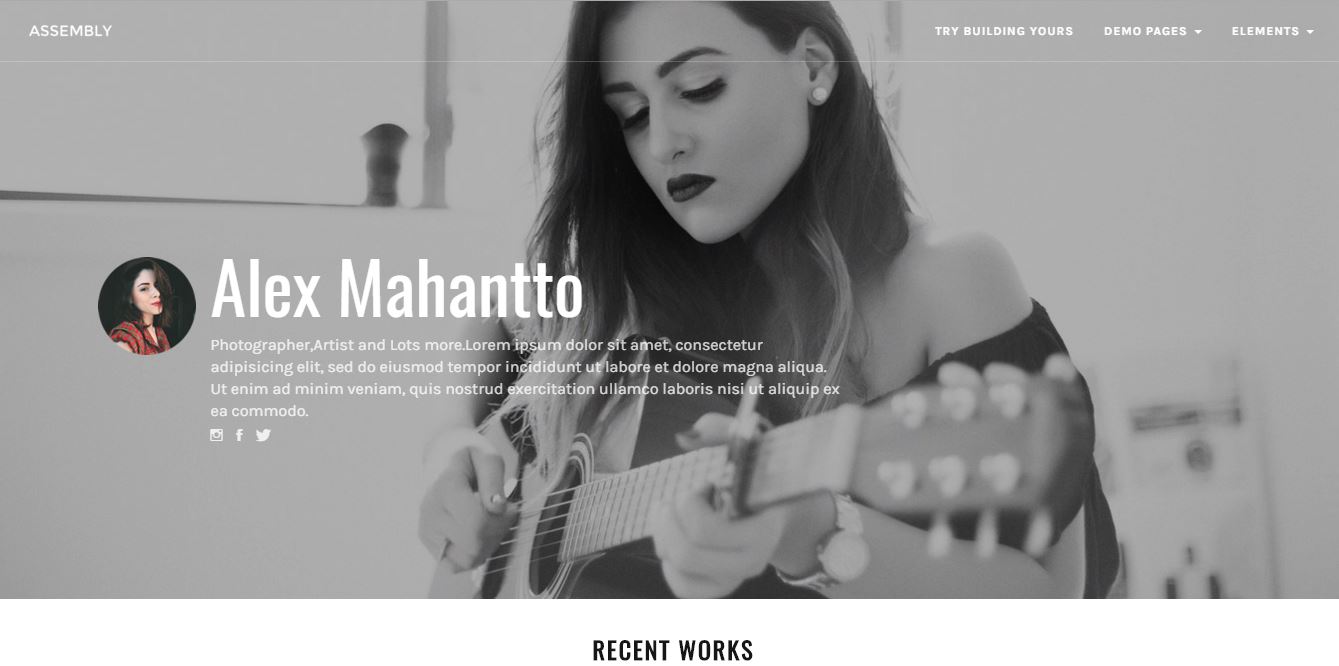 ASSEMBLY
TRY BUILDING YOURS
DEMO PAGES
ELEMENTS
Alex Mahantto
Photographer,Artist and Lots more.Lorem ipsum dolor sit amet, consectetur
adipisicing elit, sed do eiusmod tempor incididunt ut labore et dolore magna aliqua.
Ut enim ad minim veniam, quis nostrud exercitation ullamco laboris nisi ut aliquip ex
ea commodo.
RECENT WORKS